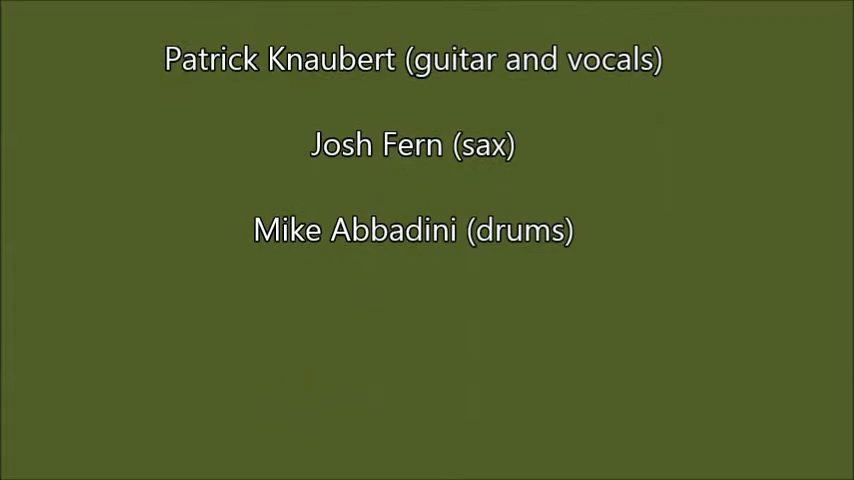 Patrick Knaubert (guitar and vocals)
Josh Fern (sax)
Mike Abbadini (drums)